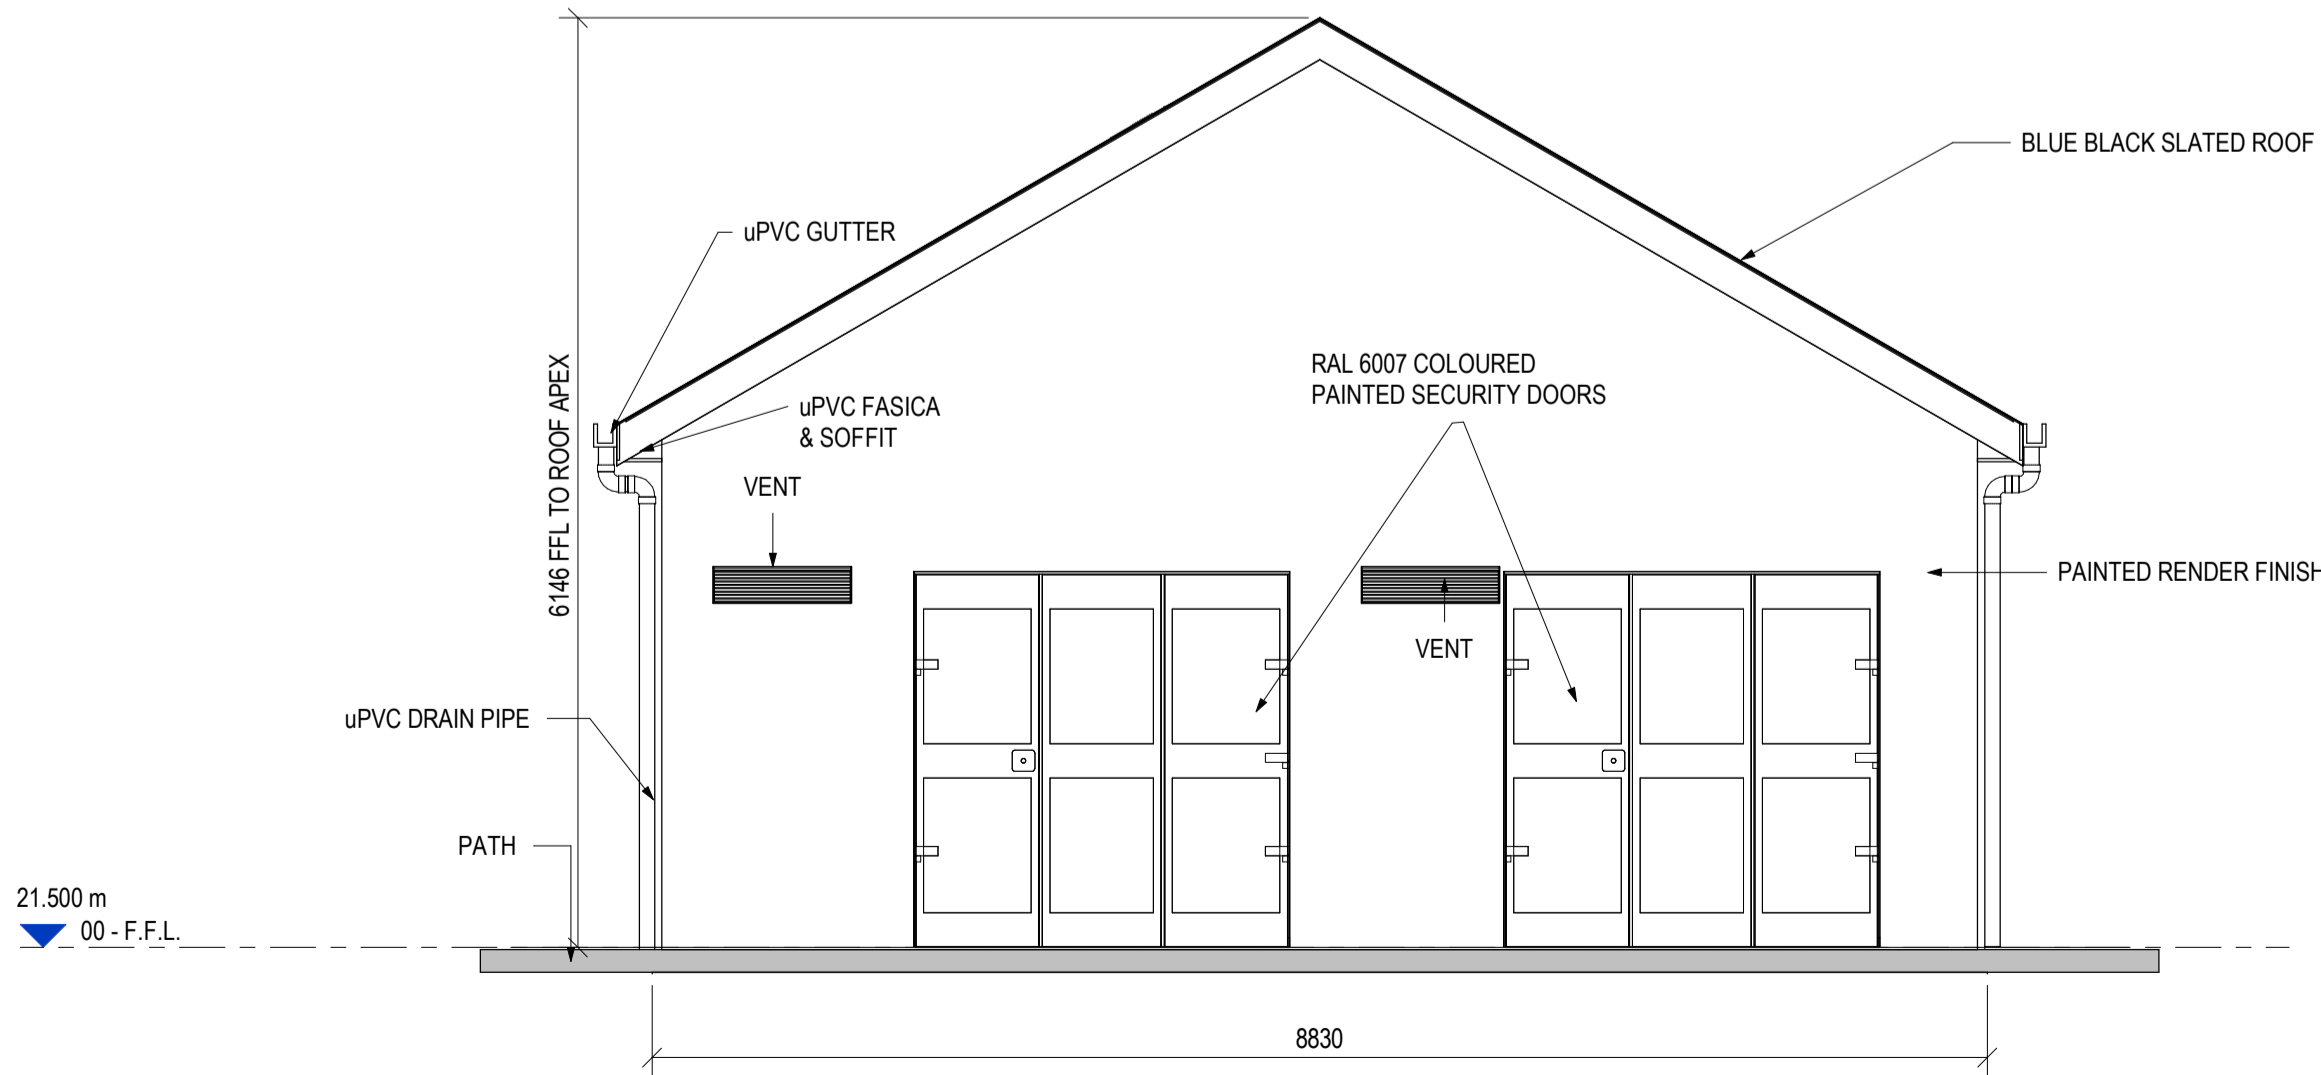 BLUE BLACK SLATED ROOF
uPVC GUTTER
RAL 6007 COLOURED
PAINTED SECURITY DOORS
6146 FFL TO ROOF APEX
uPVC FASICA
& SOFFIT
VENT
PAINTED RENDER FINISH
VENT
uPVC DRAIN PIPE
PATH
21.500 m
00 - F.F.L.
8830